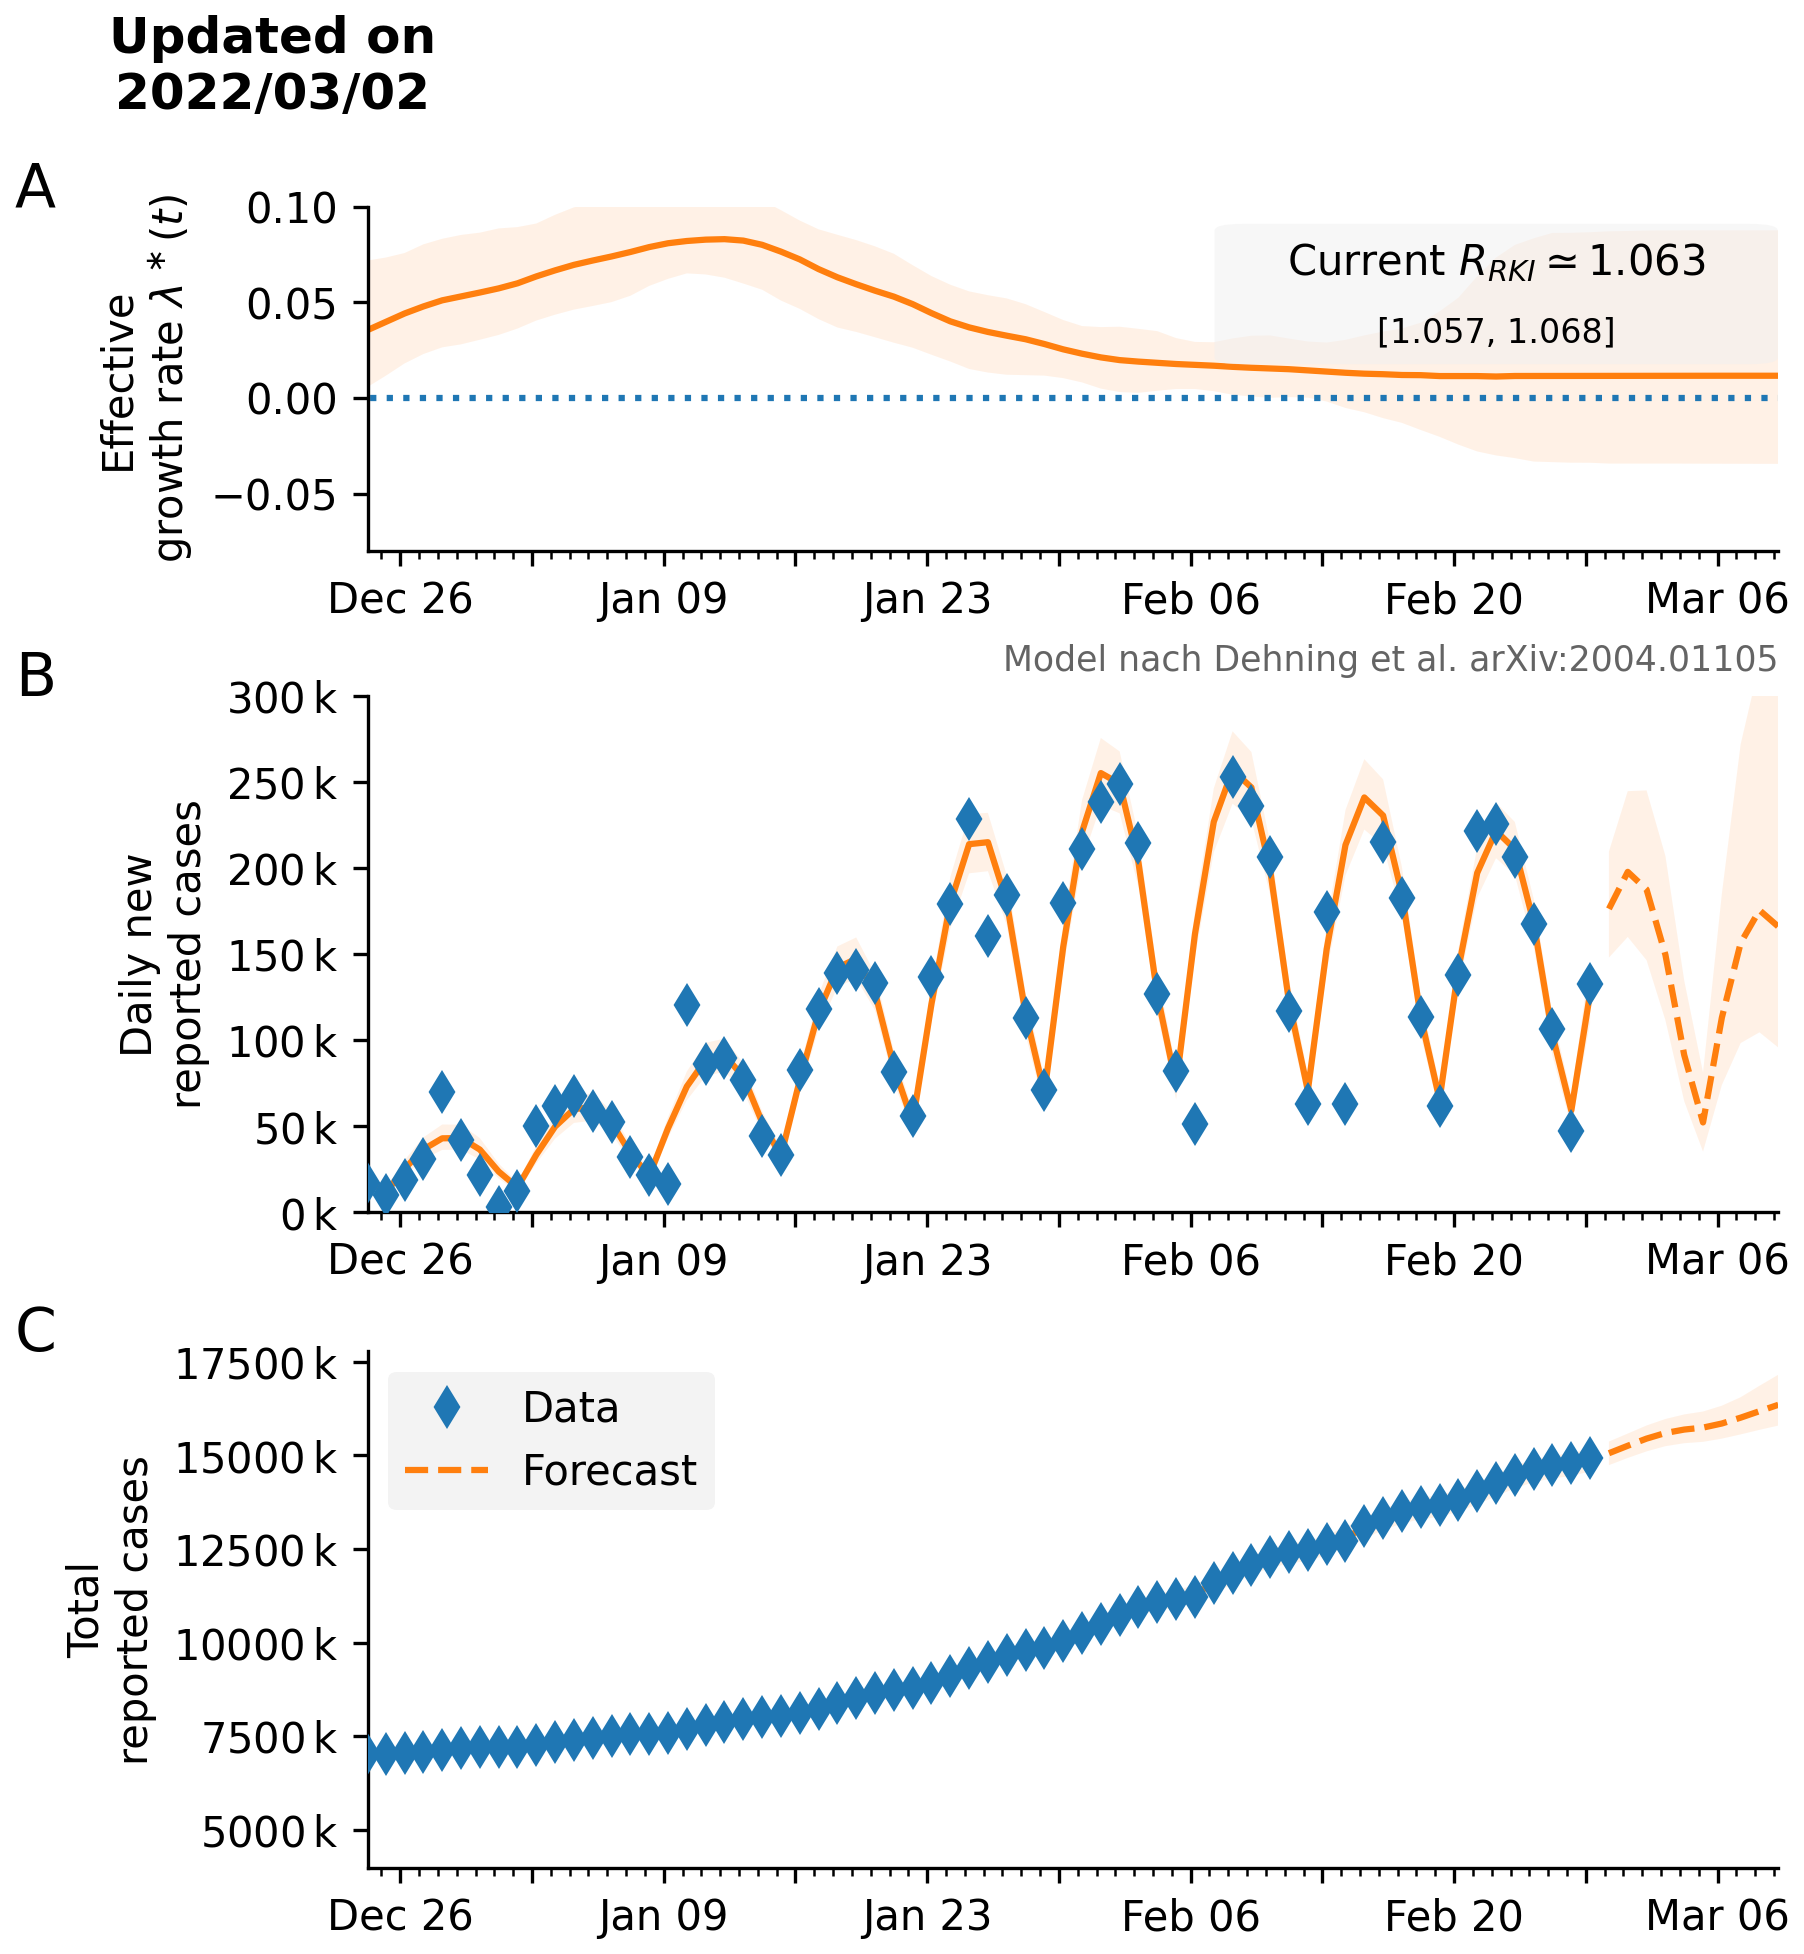 Updated on
2022/03/02
A
Effective
growth rate λ * (t)
0.10
0.05
0.00
−0.05
Current R_RKI ≃ 1.063
[1.057, 1.068]
Dec 26 Jan 09 Jan 23 Feb 06 Feb 20 Mar 06
B
Model nach Dehning et al. arXiv:2004.01105
Daily new
reported cases
300 k
250 k
200 k
150 k
100 k
50 k
0 k
Dec 26 Jan 09 Jan 23 Feb 06 Feb 20 Mar 06
C
Total
reported cases
17500 k
15000 k
12500 k
10000 k
7500 k
5000 k
Data
Forecast
Dec 26 Jan 09 Jan 23 Feb 06 Feb 20 Mar 06